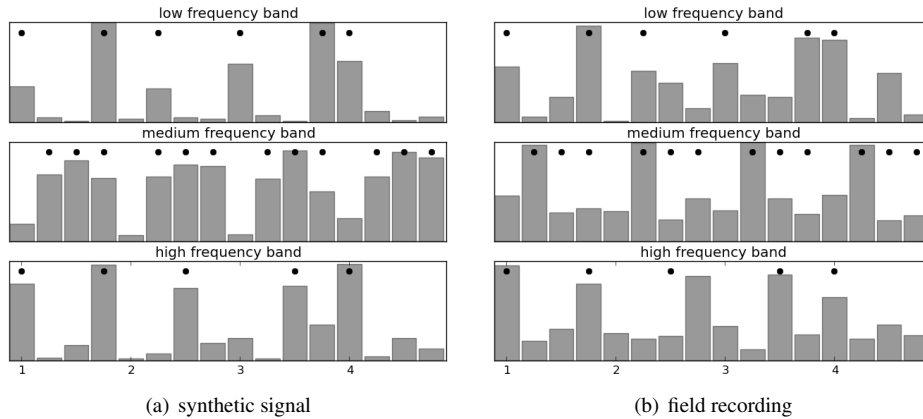 low frequency band
low frequency band
medium frequency band
medium frequency band
high frequency band
high frequency band
1 2 3 4
1 2 3 4
(a) synthetic signal
(b) field recording